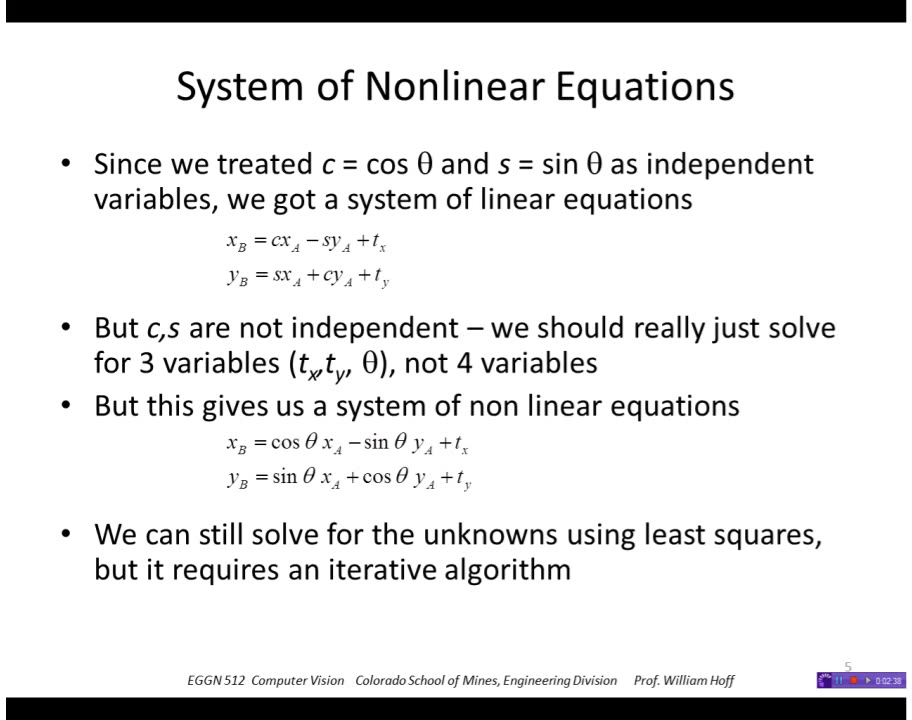 System of Nonlinear Equations
• Since we treated c = cos θ and s = sin θ as independent
variables, we got a system of linear equations
x_B = cx_A − sy_A + t_x
y_B = sx_A + cy_A + t_y
• But c,s are not independent – we should really just solve
for 3 variables (t_x,t_y, θ), not 4 variables
• But this gives us a system of non linear equations
x_B = cos θ x_A − sin θ y_A + t_x
y_B = sin θ x_A + cos θ y_A + t_y
• We can still solve for the unknowns using least squares,
but it requires an iterative algorithm
5
EGGN 512 Computer Vision Colorado School of Mines, Engineering Division Prof. William Hoff
0:02:38